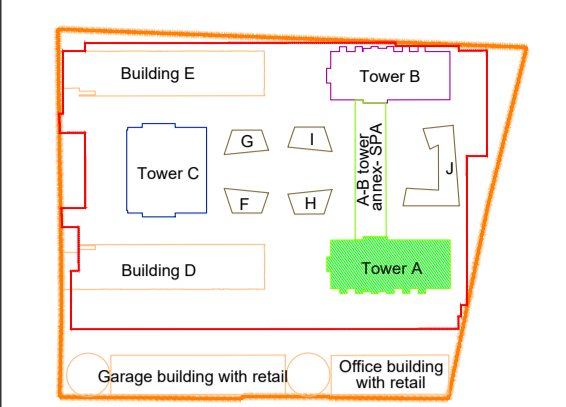 Building E
Tower B
G
I
A-B tower
annex- SPA
J
Tower C
F
H
Building D
Tower A
Garage building with retail
Office building
with retail